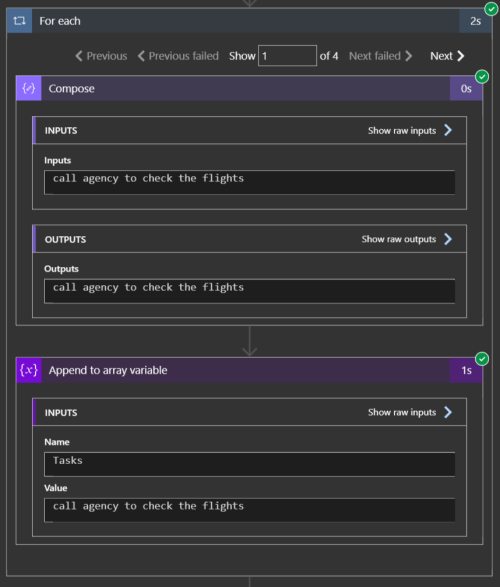 For each 2s
Previous Previous failed Show 1 of 4 Next failed Next
Compose 0s
INPUTS Show raw inputs
Inputs
call agency to check the flights
OUTPUTS Show raw outputs
Outputs
call agency to check the flights
{x} Append to array variable 1s
INPUTS Show raw inputs
Name
Tasks
Value
call agency to check the flights